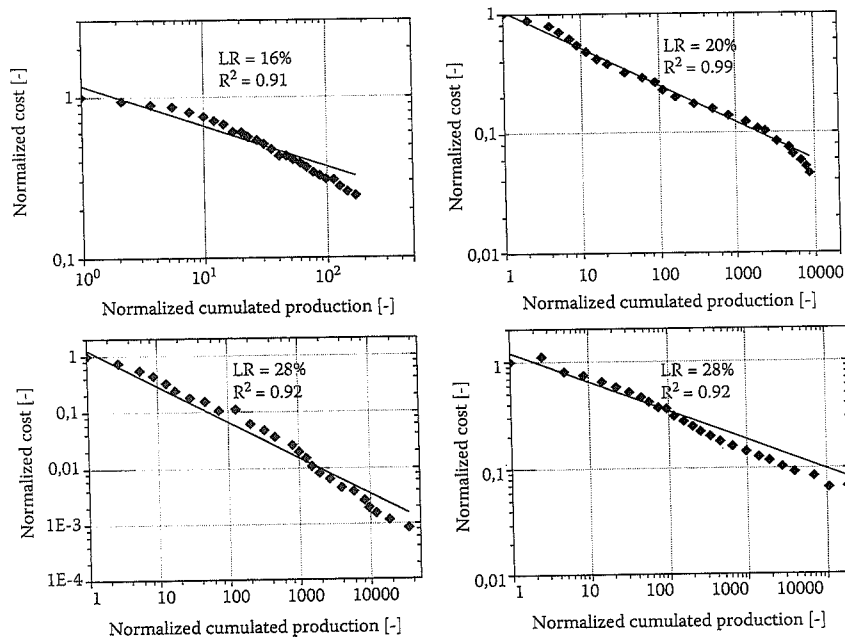 Normalized cost [-]
1
0,1
LR = 16%
R² = 0.91
10⁰
10¹
10²
Normalized cumulated production [-]
Normalized cost [-]
1
0,1
0,01
LR = 20%
R² = 0.99
1
10
100
1000
10000
Normalized cumulated production [-]
Normalized cost [-]
1
0,1
0,01
1E-3
1E-4
LR = 28%
R² = 0.92
1
10
100
1000
10000
Normalized cumulated production [-]
Normalized cost [-]
1
0,1
0,01
LR = 28%
R² = 0.92
1
10
100
1000
10000
Normalized cumulated production [-]